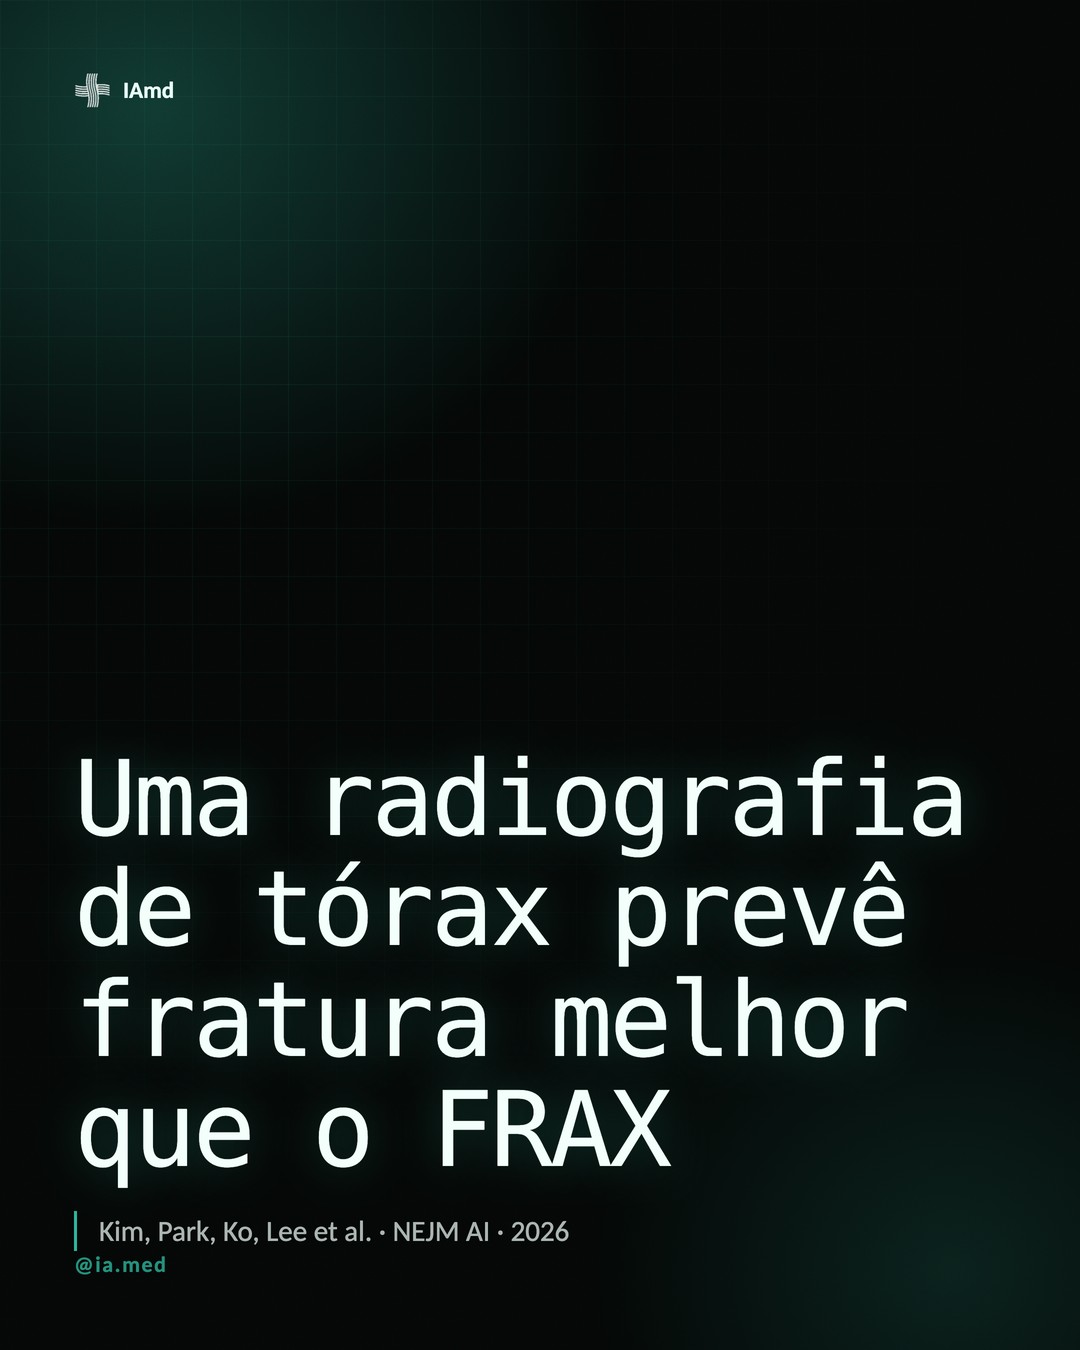 IAmd
Uma radiografia
de tórax prevê
fratura melhor
que o FRAX
Kim, Park, Ko, Lee et al. · NEJM AI · 2026
@ia.med